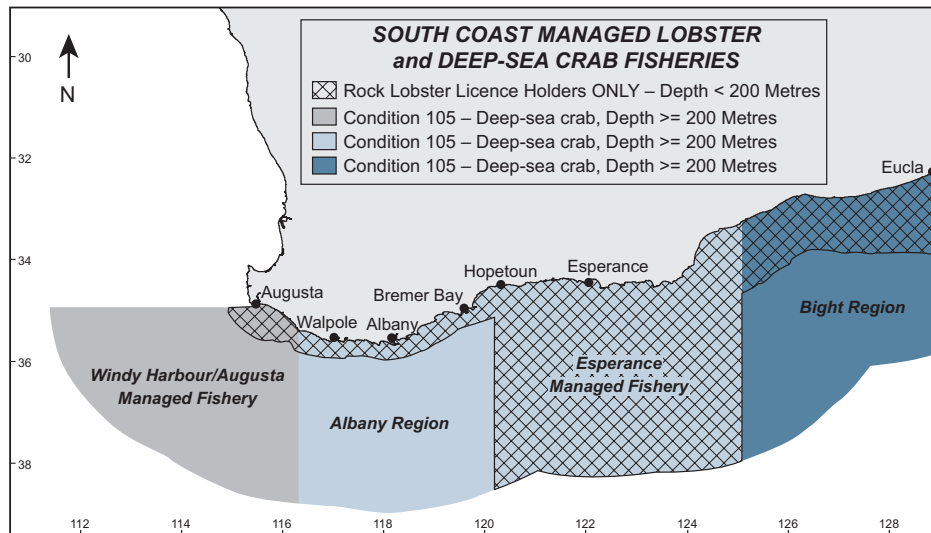 SOUTH COAST MANAGED LOBSTER
and DEEP-SEA CRAB FISHERIES
Rock Lobster Licence Holders ONLY – Depth < 200 Metres
Condition 105 – Deep-sea crab, Depth >= 200 Metres
Condition 105 – Deep-sea crab, Depth >= 200 Metres
Condition 105 – Deep-sea crab, Depth >= 200 Metres
N
30
32
34
36
38
Eucla
Hopetoun
Esperance
Augusta
Bremer Bay
Walpole
Albany
Bight Region
Windy Harbour/Augusta
Managed Fishery
Esperance
Managed Fishery
Albany Region
112
114
116
118
120
122
124
126
128